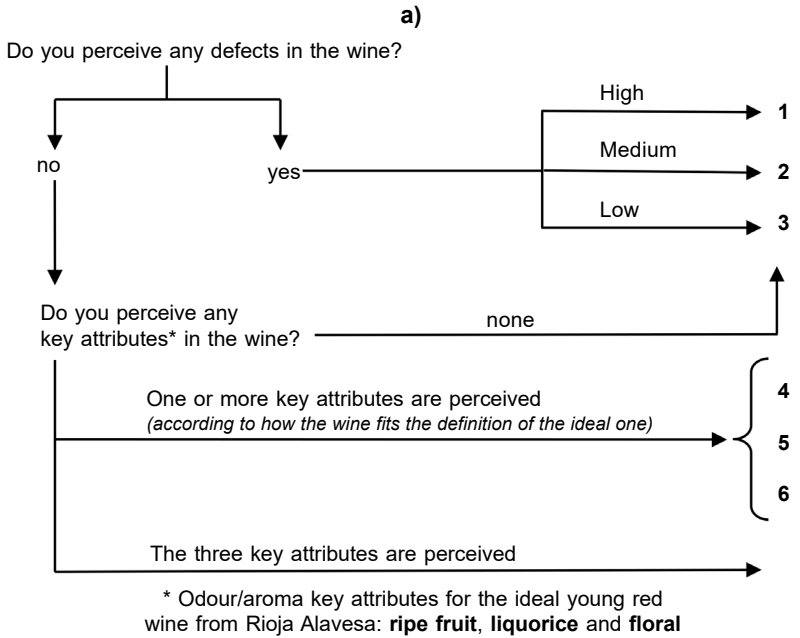 a)
Do you perceive any defects in the wine?
High
1
no
yes
Medium
2
Low
3
Do you perceive any
key attributes* in the wine?
none
One or more key attributes are perceived
(according to how the wine fits the definition of the ideal one)
4
5
6
The three key attributes are perceived
* Odour/aroma key attributes for the ideal young red
wine from Rioja Alavesa: ripe fruit, liquorice and floral